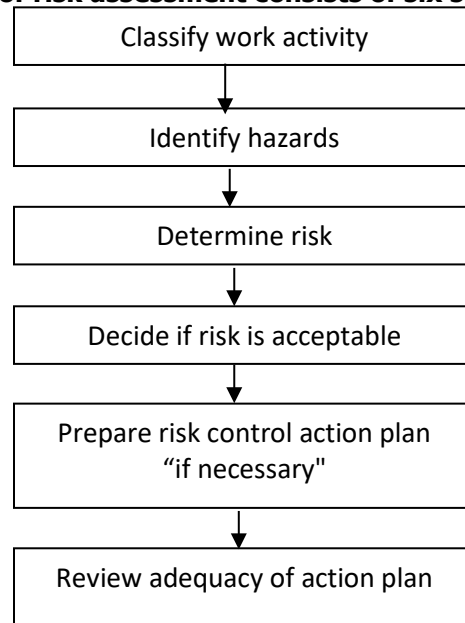 of risk assessment consists of six s
Classify work activity
Identify hazards
Determine risk
Decide if risk is acceptable
Prepare risk control action plan
“if necessary"
Review adequacy of action plan